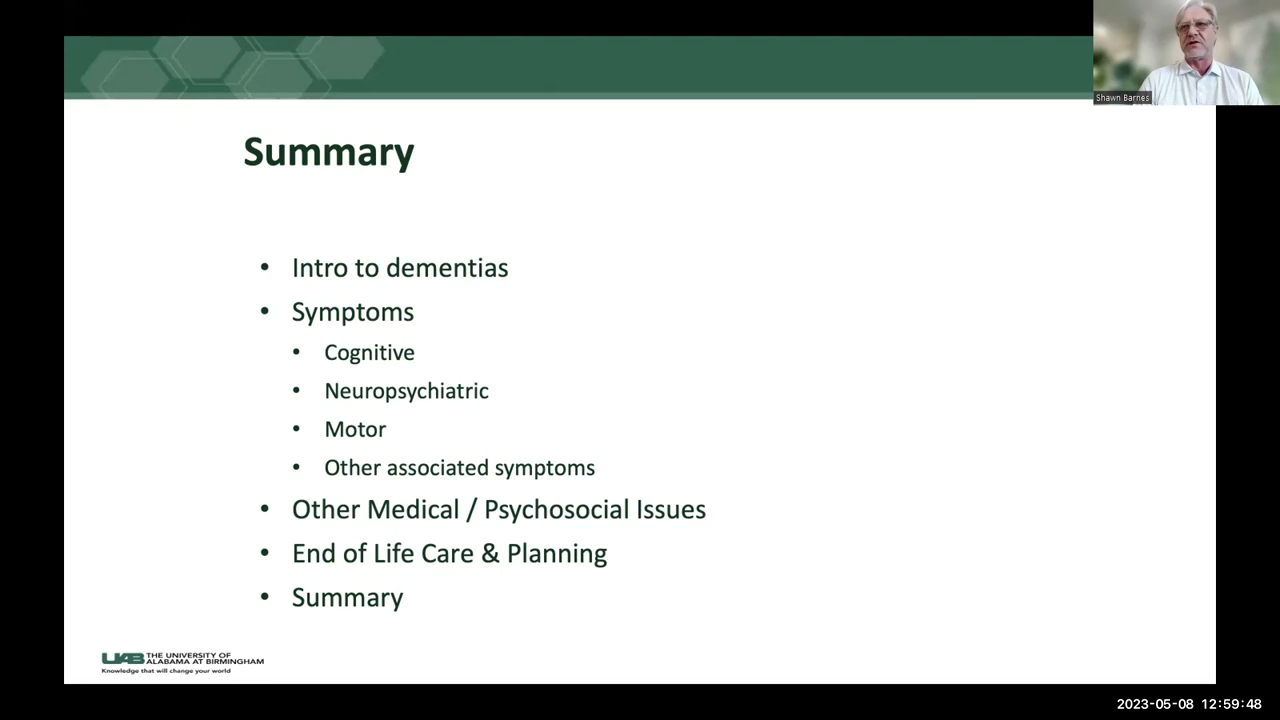 Shawn Barnes
Summary
• Intro to dementias
• Symptoms
• Cognitive
• Neuropsychiatric
• Motor
• Other associated symptoms
• Other Medical / Psychosocial Issues
• End of Life Care & Planning
• Summary
UAB THE UNIVERSITY OF
ALABAMA AT BIRMINGHAM
Knowledge that will change your world
2023-05-08 12:59:48